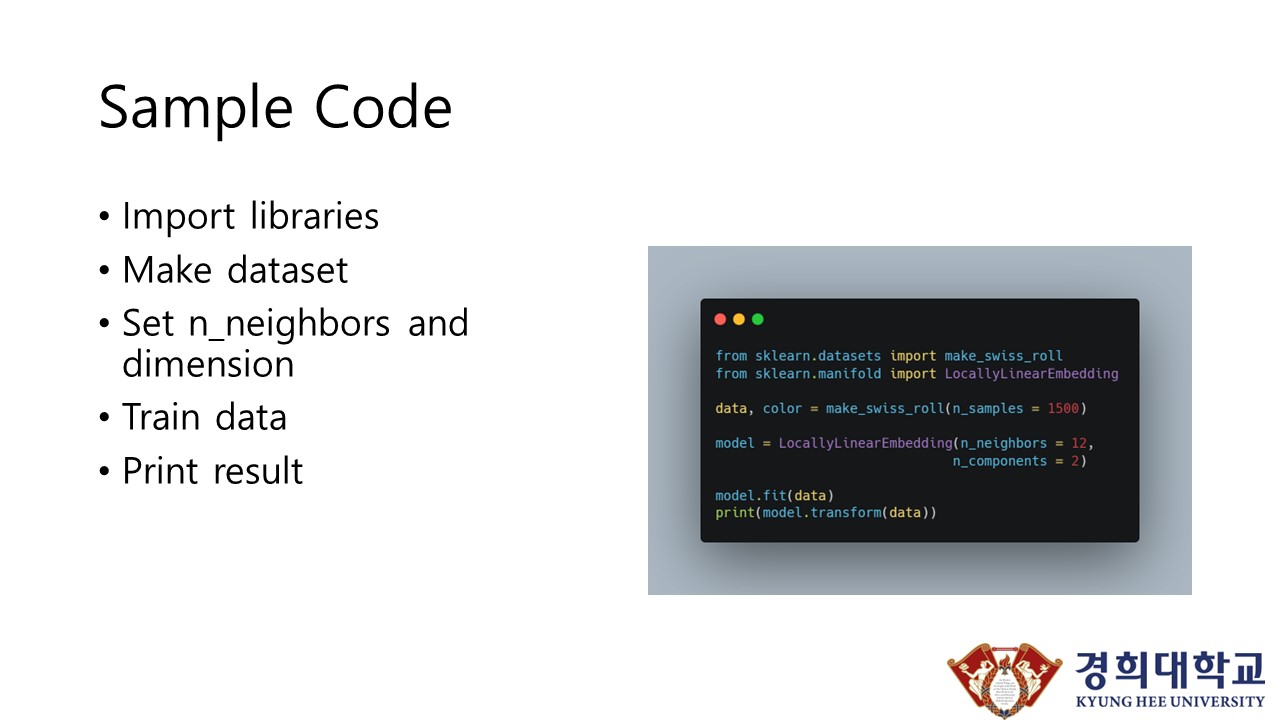 Sample Code
• Import libraries
• Make dataset
• Set n_neighbors and
dimension
• Train data
• Print result
from sklearn.datasets import make_swiss_roll
from sklearn.manifold import LocallyLinearEmbedding
data, color = make_swiss_roll(n_samples = 1500)
model = LocallyLinearEmbedding(n_neighbors = 12,
n_components = 2)
model.fit(data)
print(model.transform(data))
경희대학교
KYUNG HEE UNIVERSITY